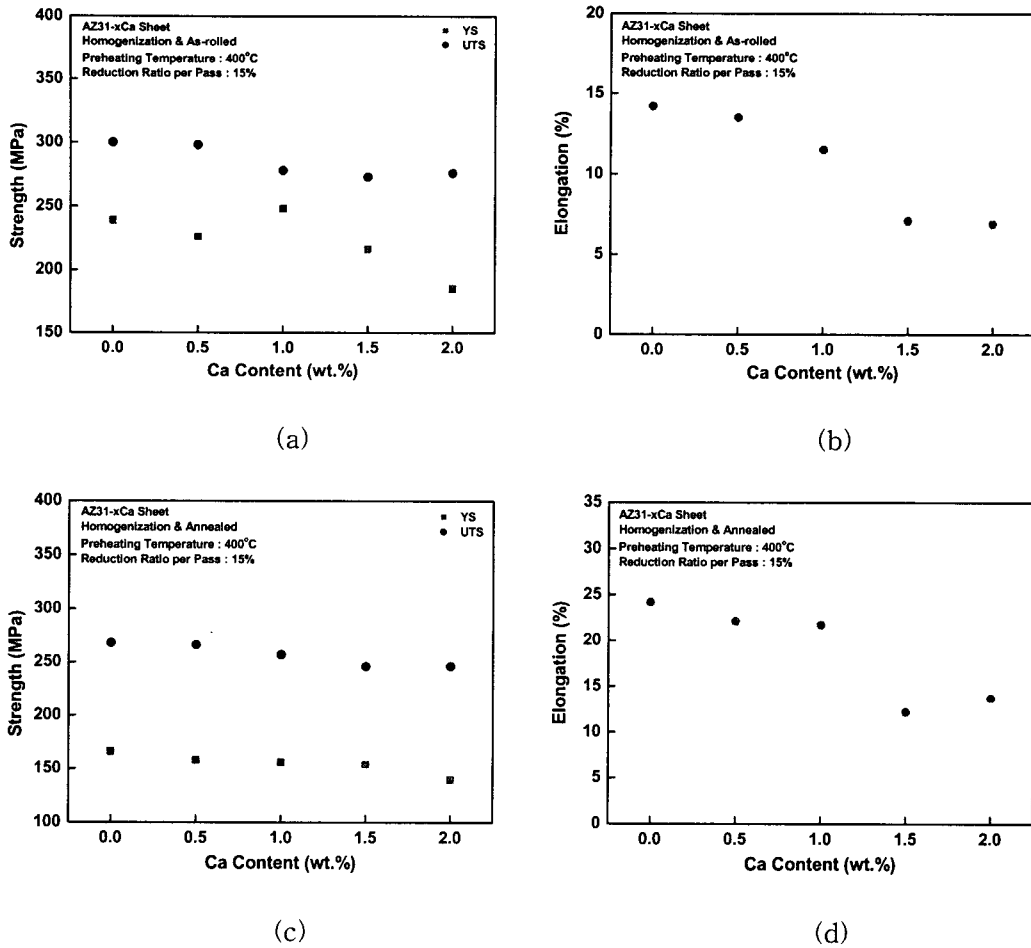 AZ31-xCa Sheet
Homogenization & As-rolled
Preheating Temperature : 400°C
Reduction Ratio per Pass : 15%
YS
UTS
400
350
300
250
200
150
Strength (MPa)
0.0 0.5 1.0 1.5 2.0
Ca Content (wt.%)
(a)
AZ31-xCa Sheet
Homogenization & As-rolled
Preheating Temperature : 400°C
Reduction Ratio per Pass : 15%
20
15
10
5
0
Elongation (%)
0.0 0.5 1.0 1.5 2.0
Ca Content (wt.%)
(b)
AZ31-xCa Sheet
Homogenization & Annealed
Preheating Temperature : 400°C
Reduction Ratio per Pass : 15%
YS
UTS
400
350
300
250
200
150
100
Strength (MPa)
0.0 0.5 1.0 1.5 2.0
Ca Content (wt.%)
(c)
AZ31-xCa Sheet
Homogenization & Annealed
Preheating Temperature : 400°C
Reduction Ratio per Pass : 15%
35
30
25
20
15
10
5
0
Elongation (%)
0.0 0.5 1.0 1.5 2.0
Ca Content (wt.%)
(d)